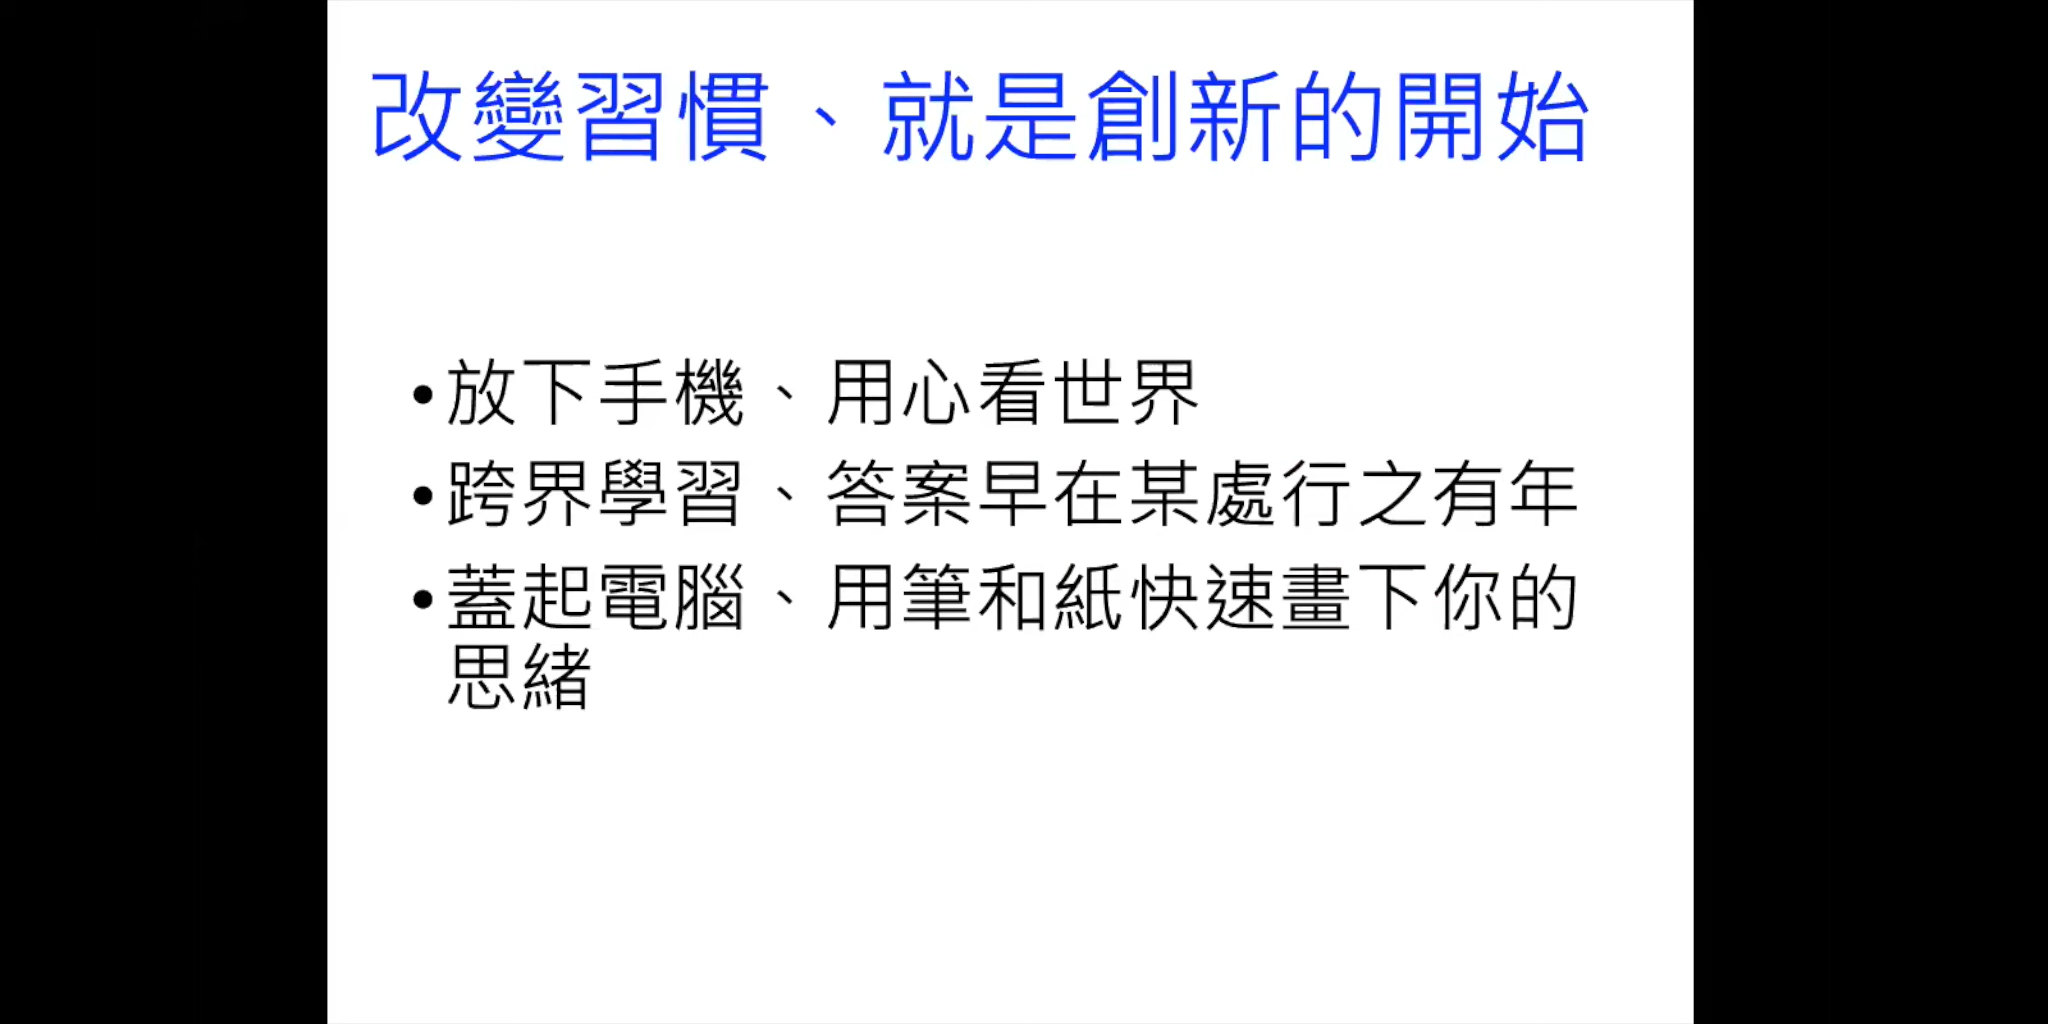 改變習慣、就是創新的開始
•放下手機、用心看世界
•跨界學習、答案早在某處行之有年
•蓋起電腦、用筆和紙快速畫下你的
思緒